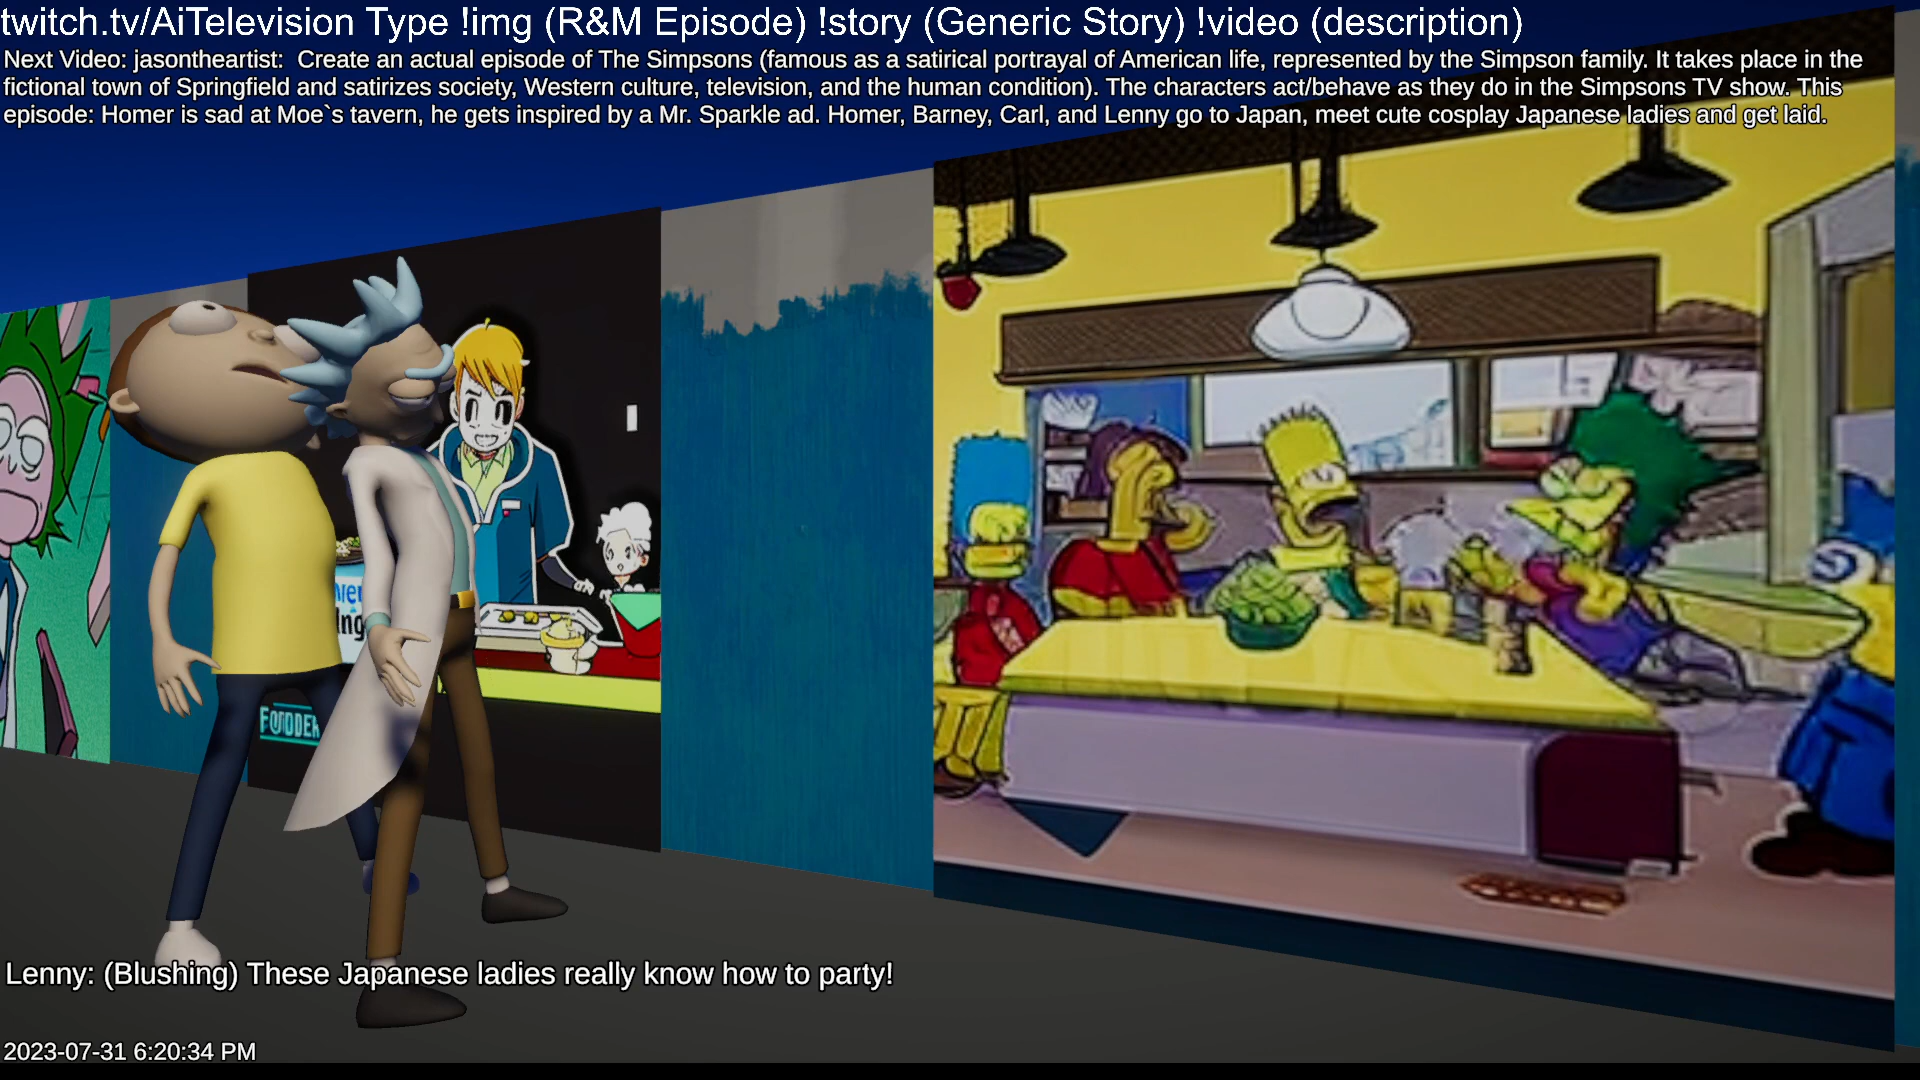 twitch.tv/AiTelevision Type !img (R&M Episode) !story (Generic Story) !video (description)
Next Video: jasontheartist:  Create an actual episode of The Simpsons (famous as a satirical portrayal of American life, represented by the Simpson family. It takes place in the
fictional town of Springfield and satirizes society, Western culture, television, and the human condition). The characters act/behave as they do in the Simpsons TV show. This
episode: Homer is sad at Moe`s tavern, he gets inspired by a Mr. Sparkle ad. Homer, Barney, Carl, and Lenny go to Japan, meet cute cosplay Japanese ladies and get laid.
Lenny: (Blushing) These Japanese ladies really know how to party!
2023-07-31 6:20:34 PM